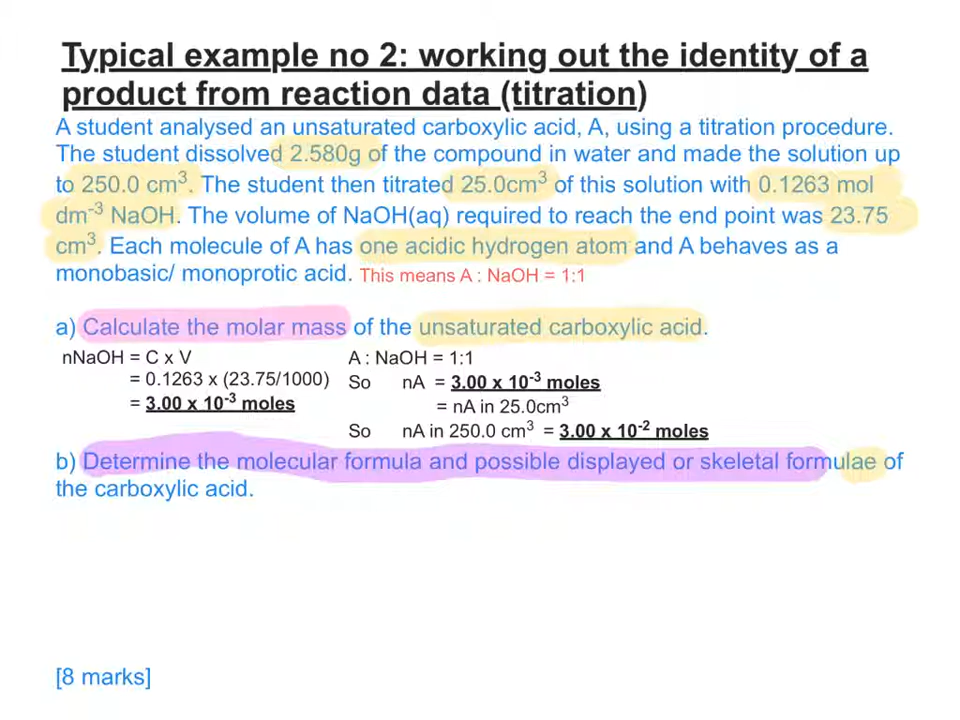 Typical example no 2: working out the identity of a
product from reaction data (titration)
A student analysed an unsaturated carboxylic acid, A, using a titration procedure.
The student dissolved 2.580g of the compound in water and made the solution up
to 250.0 cm³. The student then titrated 25.0cm³ of this solution with 0.1263 mol
dm⁻³ NaOH. The volume of NaOH(aq) required to reach the end point was 23.75
cm³. Each molecule of A has one acidic hydrogen atom and A behaves as a
monobasic/ monoprotic acid. This means A : NaOH = 1:1
a) Calculate the molar mass of the unsaturated carboxylic acid.
nNaOH = C x V
= 0.1263 x (23.75/1000)
= 3.00 x 10⁻³ moles
A : NaOH = 1:1
So nA = 3.00 x 10⁻³ moles
= nA in 25.0cm³
So nA in 250.0 cm³ = 3.00 x 10⁻² moles
b) Determine the molecular formula and possible displayed or skeletal formulae of
the carboxylic acid.
[8 marks]